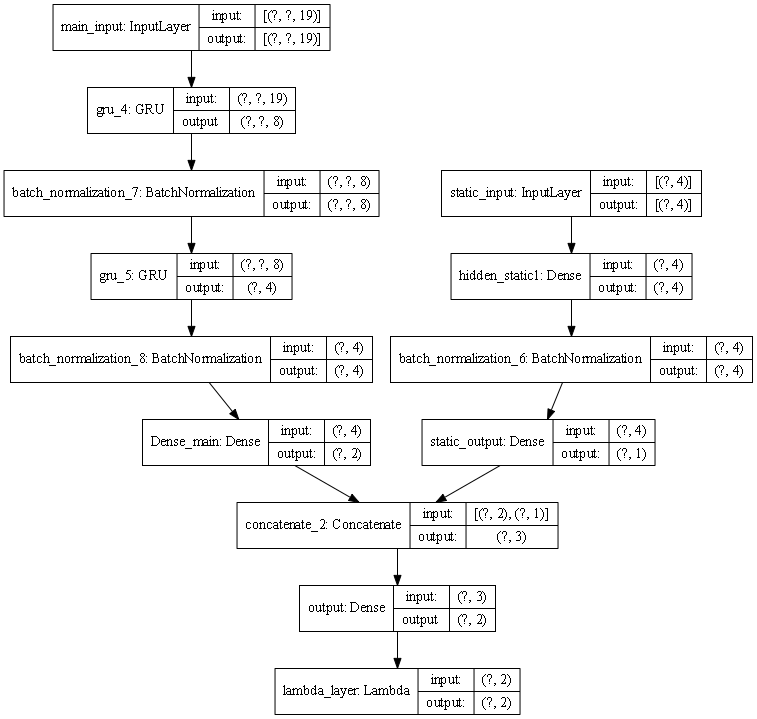 main_input: InputLayer
input: [(?, ?, 19)]
output: [(?, ?, 19)]
gru_4: GRU
input: (?, ?, 19)
output (?, ?, 8)
batch_normalization_7: BatchNormalization
input: (?, ?, 8)
output: (?, ?, 8)
static_input: InputLayer
input: [(?, 4)]
output: [(?, 4)]
gru_5: GRU
input: (?, ?, 8)
output: (?, 4)
hidden_static1: Dense
input: (?, 4)
output: (?, 4)
batch_normalization_8: BatchNormalization
input: (?, 4)
output: (?, 4)
batch_normalization_6: BatchNormalization
input: (?, 4)
output: (?, 4)
Dense_main: Dense
input: (?, 4)
output: (?, 2)
static_output: Dense
input: (?, 4)
output: (?, 1)
concatenate_2: Concatenate
input: [(?, 2), (?, 1)]
output: (?, 3)
output: Dense
input: (?, 3)
output (?, 2)
lambda_layer: Lambda
input: (?, 2)
output: (?, 2)